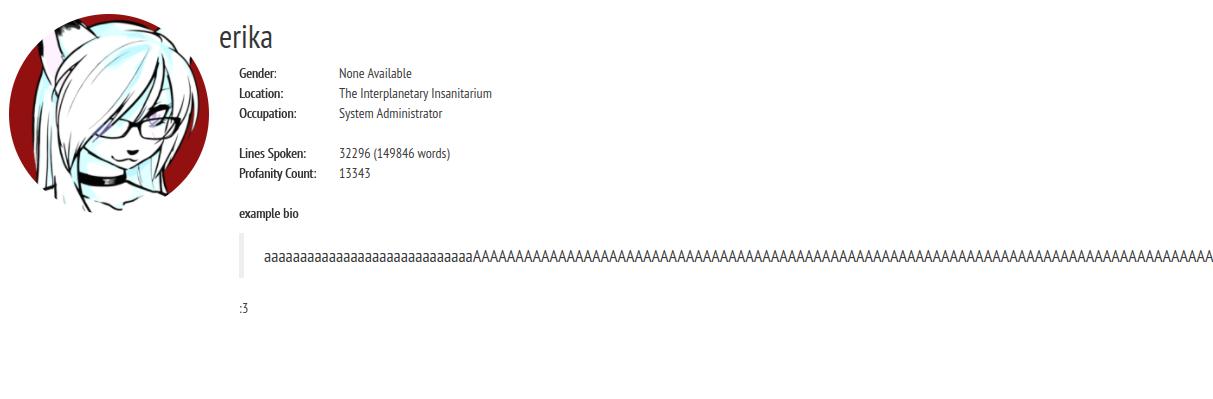 erika
Gender: None Available
Location: The Interplanetary Insanitarium
Occupation: System Administrator
Lines Spoken: 32296 (149846 words)
Profanity Count: 13343
example bio
aaaaaaaaaaaaaaaaaaaaaaaaaaaaaAAAAAAAAAAAAAAAAAAAAAAAAAAAAAAAAAAAAAAAAAAAAAAAAAAAAAAAAAAAAAAAAAAAAAAAAAAAAAAAAAAAAAAA
:3